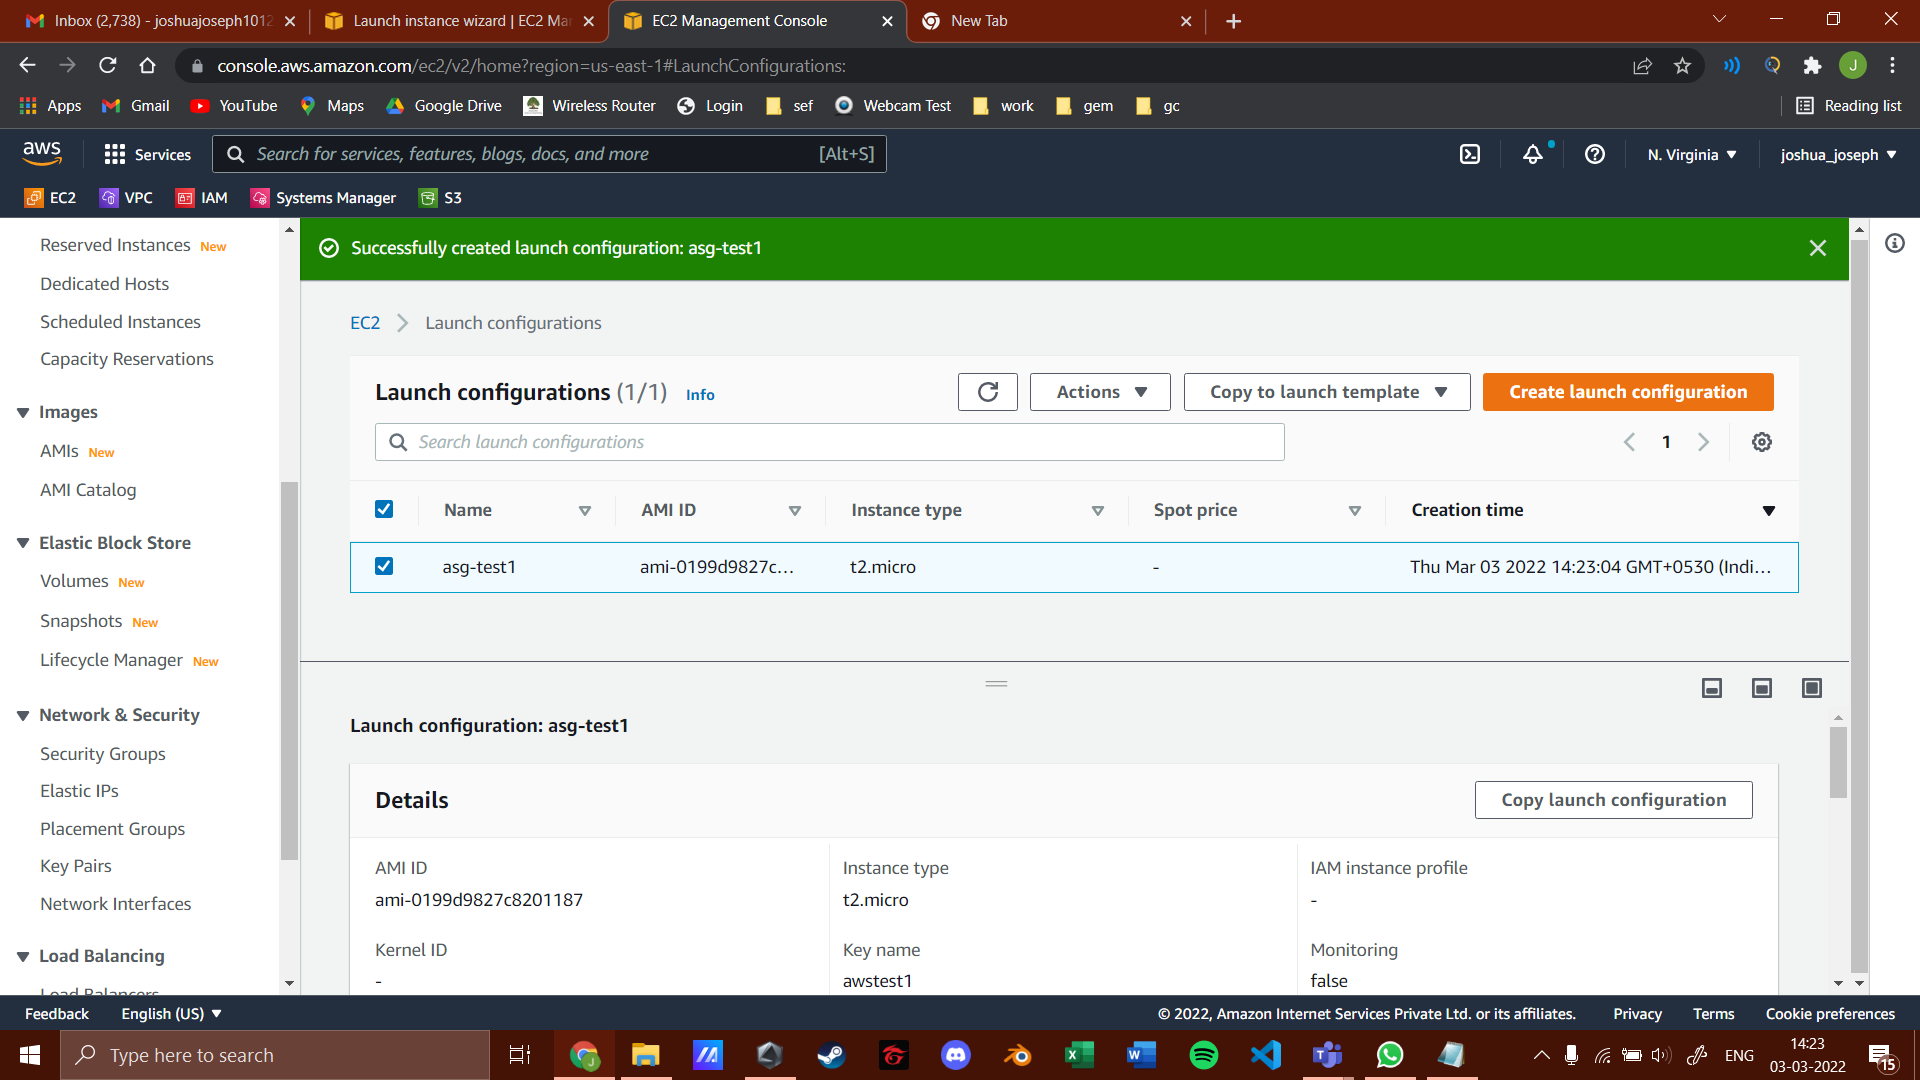 Inbox (2,738) - joshuajoseph1012
Launch instance wizard | EC2 Mar
EC2 Management Console
New Tab
console.aws.amazon.com/ec2/v2/home?region=us-east-1#LaunchConfigurations:
J
Apps
Gmail
YouTube
Maps
Google Drive
Wireless Router
Login
sef
Webcam Test
work
gem
gc
Reading list
aws
Services
Search for services, features, blogs, docs, and more
[Alt+S]
N. Virginia
joshua_joseph
EC2
VPC
IAM
Systems Manager
S3
Reserved Instances New
Dedicated Hosts
Scheduled Instances
Capacity Reservations
Images
AMIs New
AMI Catalog
Elastic Block Store
Volumes New
Snapshots New
Lifecycle Manager New
Network & Security
Security Groups
Elastic IPs
Placement Groups
Key Pairs
Network Interfaces
Load Balancing
Load Balancers
Successfully created launch configuration: asg-test1
EC2 > Launch configurations
Launch configurations (1/1) Info
Actions
Copy to launch template
Create launch configuration
Search launch configurations
1
Name
AMI ID
Instance type
Spot price
Creation time
asg-test1
ami-0199d9827c...
t2.micro
-
Thu Mar 03 2022 14:23:04 GMT+0530 (Indi...
Launch configuration: asg-test1
Details
Copy launch configuration
AMI ID
ami-0199d9827c8201187
Instance type
t2.micro
IAM instance profile
-
Kernel ID
-
Key name
awstest1
Monitoring
false
Feedback
English (US)
© 2022, Amazon Internet Services Private Ltd. or its affiliates.
Privacy
Terms
Cookie preferences
Type here to search
ENG
14:23
03-03-2022
15